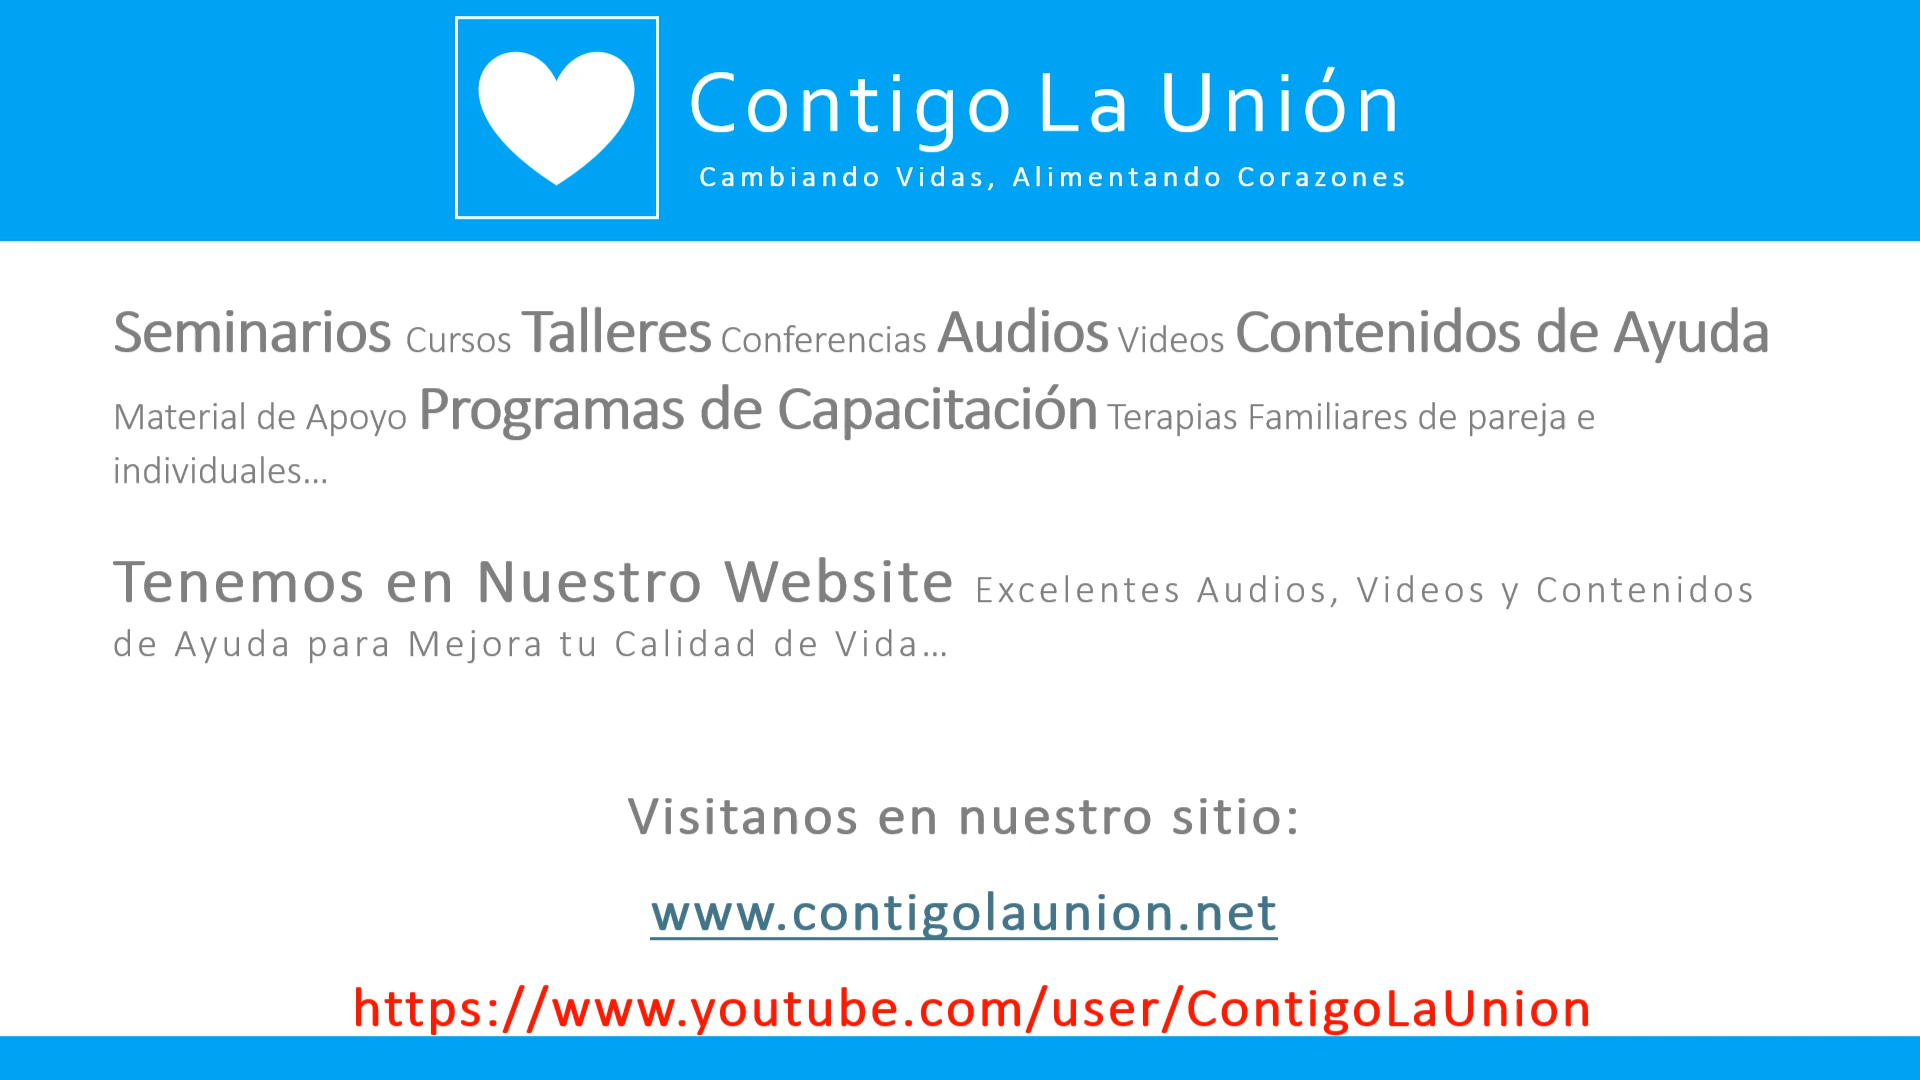 Contigo La Unión
Cambiando Vidas, Alimentando Corazones
Seminarios Cursos Talleres Conferencias Audios Videos Contenidos de Ayuda
Material de Apoyo Programas de Capacitación Terapias Familiares de pareja e
individuales...
Tenemos en Nuestro Website Excelentes Audios, Videos y Contenidos
de Ayuda para Mejora tu Calidad de Vida...
Visitanos en nuestro sitio:
www.contigolaunion.net
https://www.youtube.com/user/ContigoLaUnion